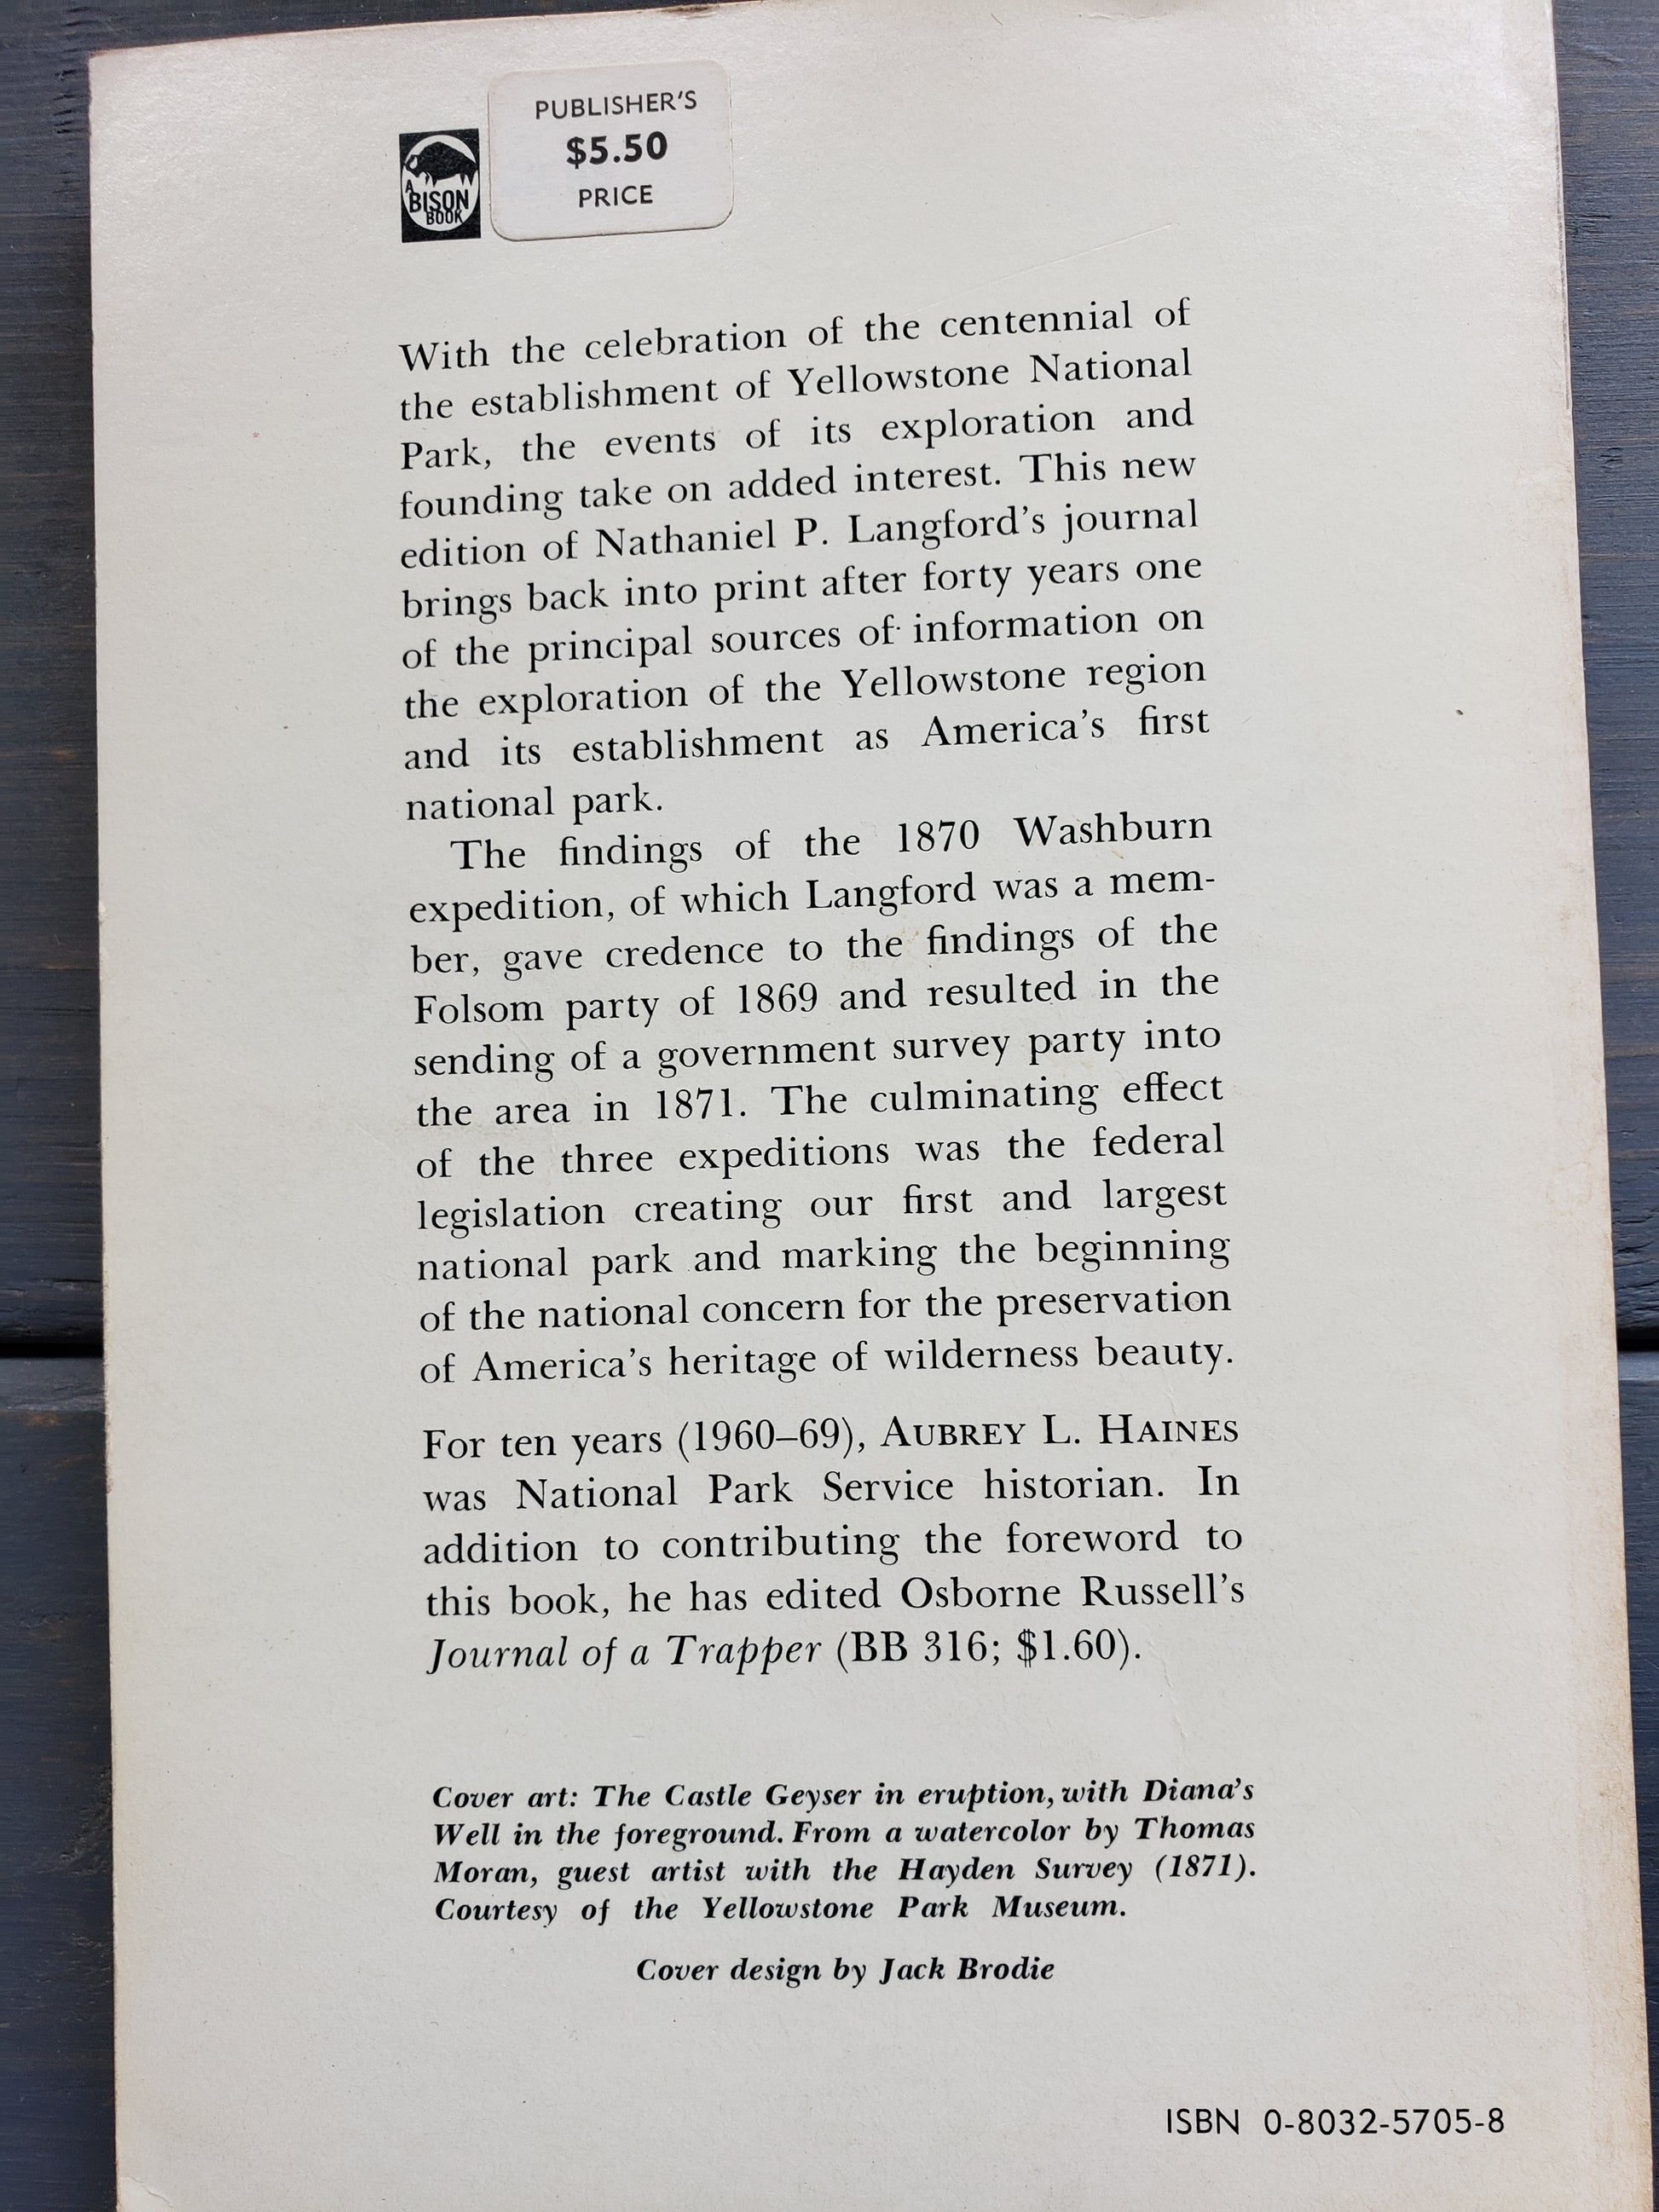 PUBLISHER'S
$5.50
PRICE
A
BISON
BOOK
With the celebration of the centennial of
the establishment of Yellowstone National
Park, the events of its exploration and
founding take on added interest. This new
edition of Nathaniel P. Langford's journal
brings back into print after forty years one
of the principal sources of information on
the exploration of the Yellowstone region
and its establishment as America's first
national park.
The findings of the 1870 Washburn
expedition, of which Langford was a mem-
ber, gave credence to the findings of the
Folsom party of 1869 and resulted in the
sending of a government survey party into
the area in 1871. The culminating effect
of the three expeditions was the federal
legislation creating our first and largest
national park and marking the beginning
of the national concern for the preservation
of America's heritage of wilderness beauty.
For ten years (1960–69), AUBREY L. HAINES
was National Park Service historian. In
addition to contributing the foreword to
this book, he has edited Osborne Russell's
Journal of a Trapper (BB 316; $1.60).
Cover art: The Castle Geyser in eruption, with Diana's
Well in the foreground. From a watercolor by Thomas
Moran, guest artist with the Hayden Survey (1871).
Courtesy of the Yellowstone Park Museum.
Cover design by Jack Brodie
ISBN 0-8032-5705-8